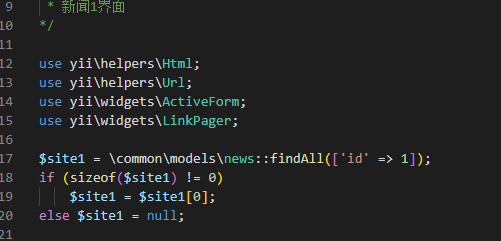 9 * 新闻1界面
10 */
11
12 use yii\helpers\Html;
13 use yii\helpers\Url;
14 use yii\widgets\ActiveForm;
15 use yii\widgets\LinkPager;
16
17 $site1 = \common\models\news::findAll(['id' => 1]);
18 if (sizeof($site1) != 0)
19 $site1 = $site1[0];
20 else $site1 = null;
21